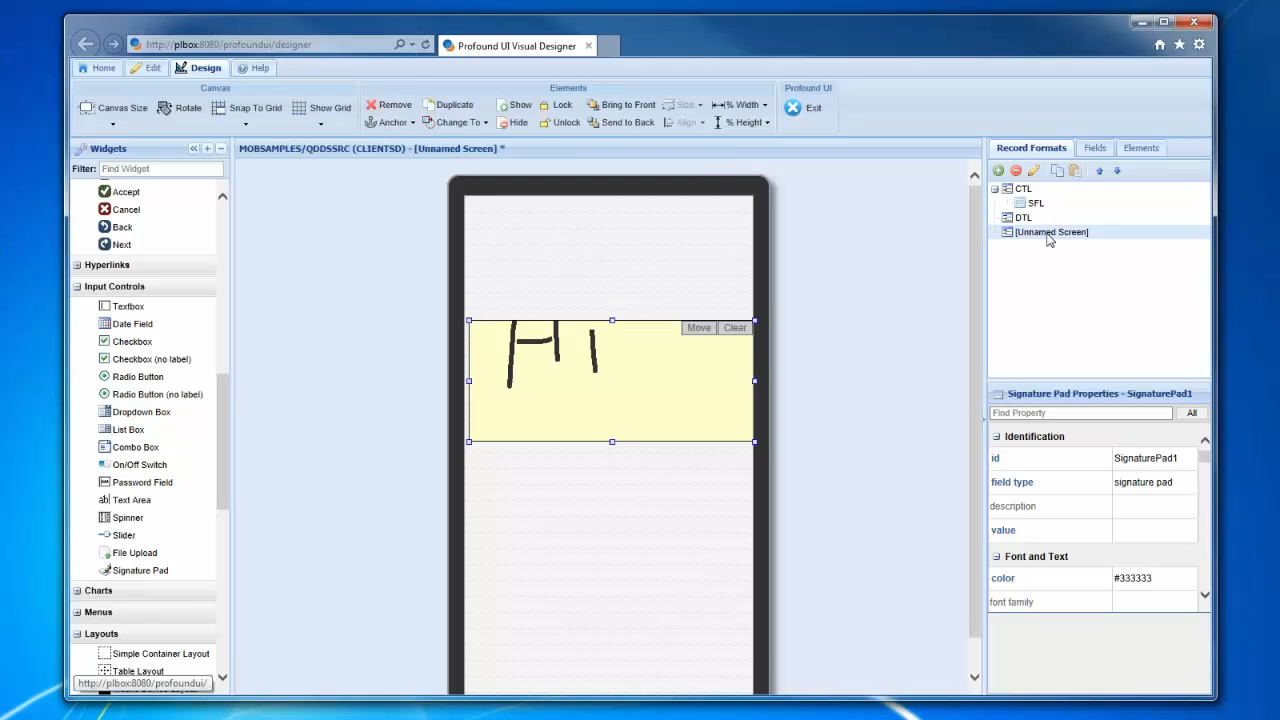 http://plbox:8080/profoundui/designer
Profound UI Visual Designer
Home Edit Design Help
Canvas Elements Profound UI
Canvas Size Rotate Snap To Grid Show Grid
Remove Duplicate Show Lock Bring to Front Size % Width
Anchor Change To Hide Unlock Send to Back Align % Height
Exit
Widgets
Filter: Find Widget
Accept
Cancel
Back
Next
Hyperlinks
Input Controls
Textbox
Date Field
Checkbox
Checkbox (no label)
Radio Button
Radio Button (no label)
Dropdown Box
List Box
Combo Box
On/Off Switch
Password Field
Text Area
Spinner
Slider
File Upload
Signature Pad
Charts
Menus
Layouts
Simple Container Layout
Table Layout
http://plbox:8080/profoundui/
MOBSAMPLES/QDDSSRC (CLIENTSD) - [Unnamed Screen] *
Move Clear
Hi
Record Formats Fields Elements
CTL
SFL
DTL
[Unnamed Screen]
Signature Pad Properties - SignaturePad1
Find Property All
Identification
id SignaturePad1
field type signature pad
description
value
Font and Text
color #333333
font family